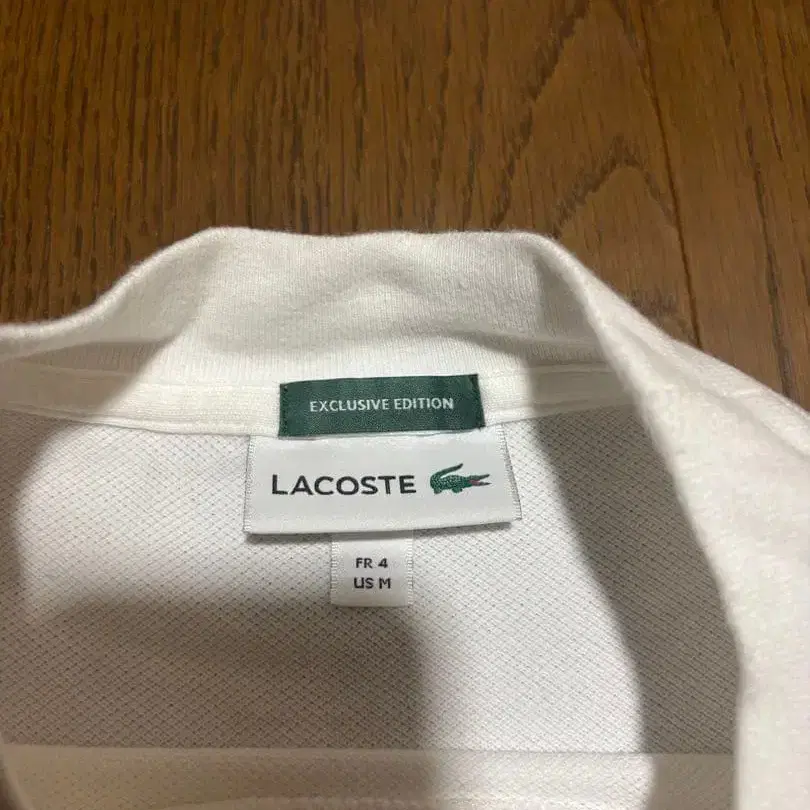 EXCLUSIVE EDITION
LACOSTE
FR 4
US M